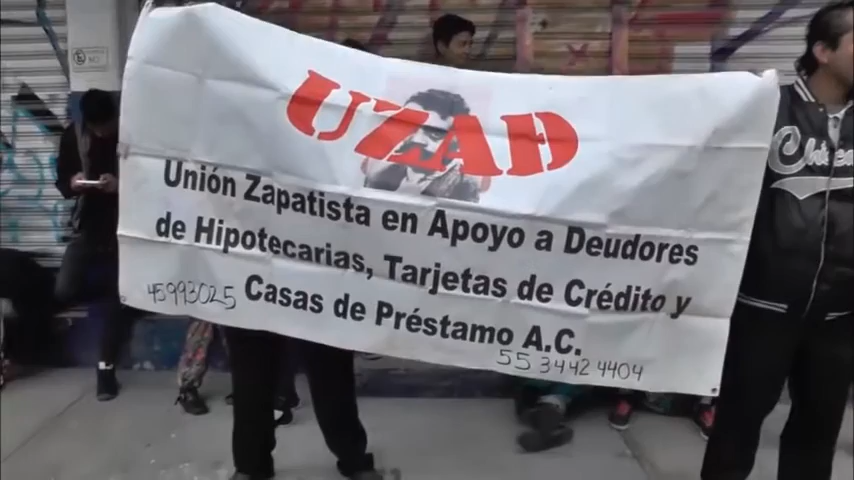 UZAD
Unión Zapatista en Apoyo a Deudores
de Hipotecarias, Tarjetas de Crédito y
Casas de Préstamo A.C.
45993025
55 3442 4404